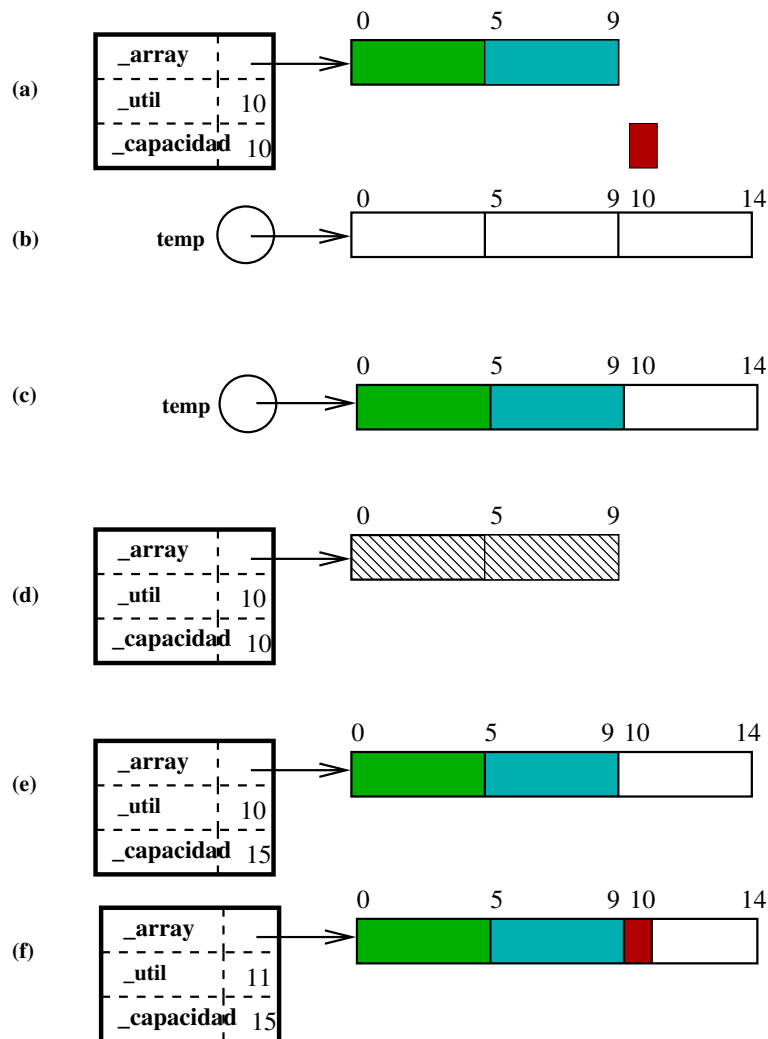 0 5 9
_array
(a)
_util 10
_capacidad 10
0 5 9 10 14
(b) temp
0 5 9 10 14
(c) temp
0 5 9
_array
(d)
_util 10
_capacidad 10
0 5 9 10 14
_array
(e)
_util 10
_capacidad 15
0 5 9 10 14
_array
(f)
_util 11
_capacidad 15